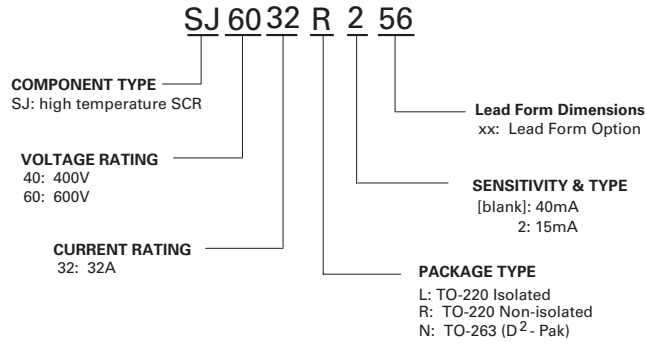 SJ 60 32 R 2 56
COMPONENT TYPE
SJ: high temperature SCR
VOLTAGE RATING
40: 400V
60: 600V
CURRENT RATING
32: 32A
Lead Form Dimensions
xx: Lead Form Option
SENSITIVITY & TYPE
[blank]: 40mA
2: 15mA
PACKAGE TYPE
L: TO-220 Isolated
R: TO-220 Non-isolated
N: TO-263 (D² - Pak)